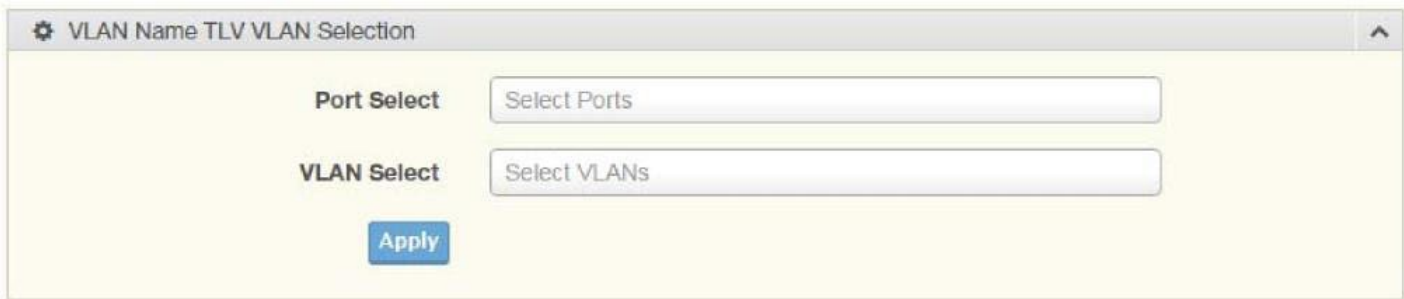 VLAN Name TLV VLAN Selection
Port Select Select Ports
VLAN Select Select VLANs
Apply